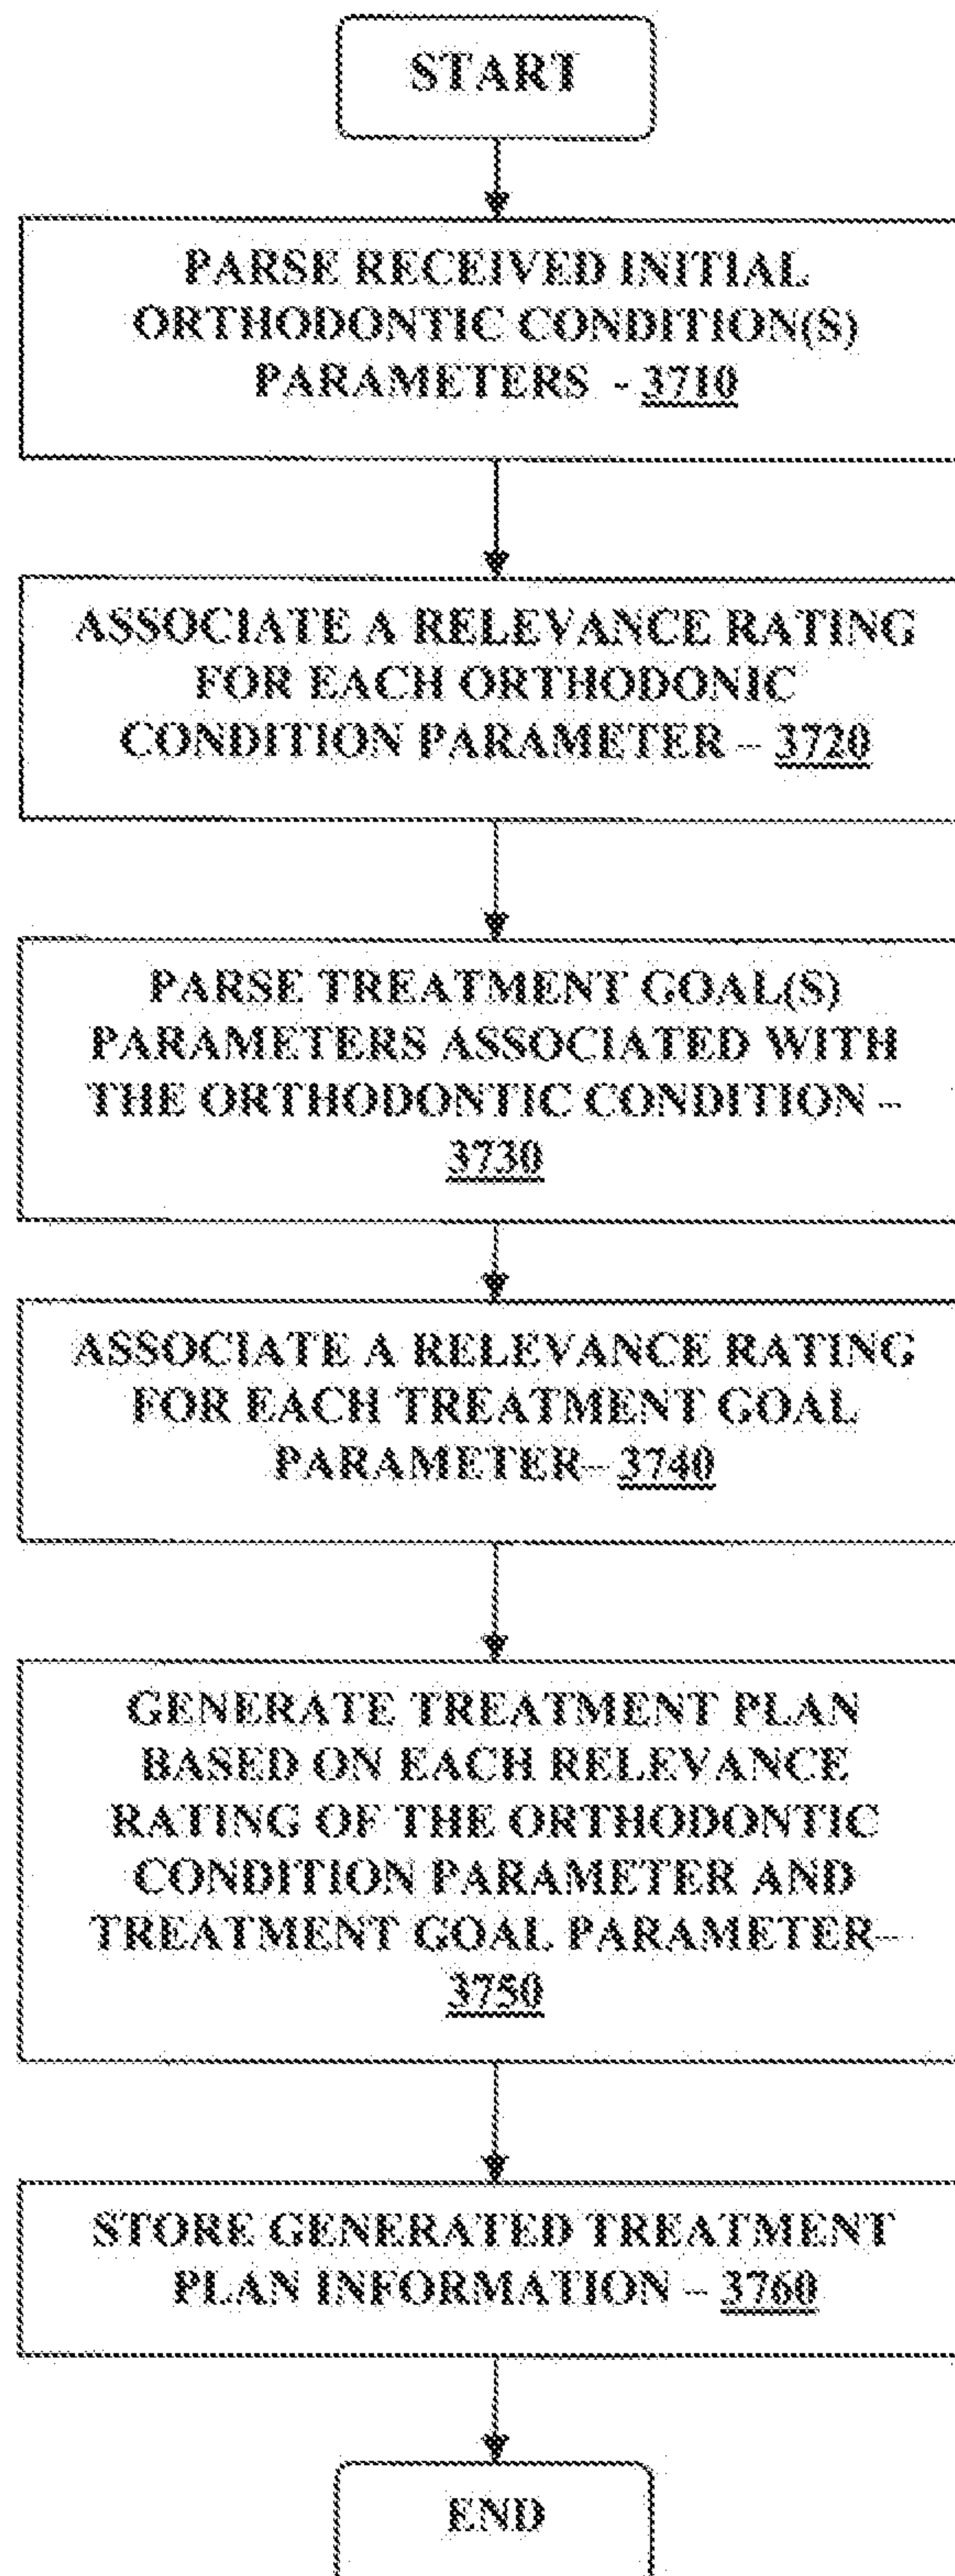 START
PARSE RECEIVED INITIAL
ORTHODONTIC CONDITION(S)
PARAMETERS - 3710
ASSOCIATE A RELEVANCE RATING
FOR EACH ORTHODONIC
CONDITION PARAMETER – 3720
PARSE TREATMENT GOAL(S)
PARAMETERS ASSOCIATED WITH
THE ORTHODONTIC CONDITION –
3730
ASSOCIATE A RELEVANCE RATING
FOR EACH TREATMENT GOAL
PARAMETER– 3740
GENERATE TREATMENT PLAN
BASED ON EACH RELEVANCE
RATING OF THE ORTHODONTIC
CONDITION PARAMETER AND
TREATMENT GOAL PARAMETER–
3750
STORE GENERATED TREATMENT
PLAN INFORMATION – 3760
END